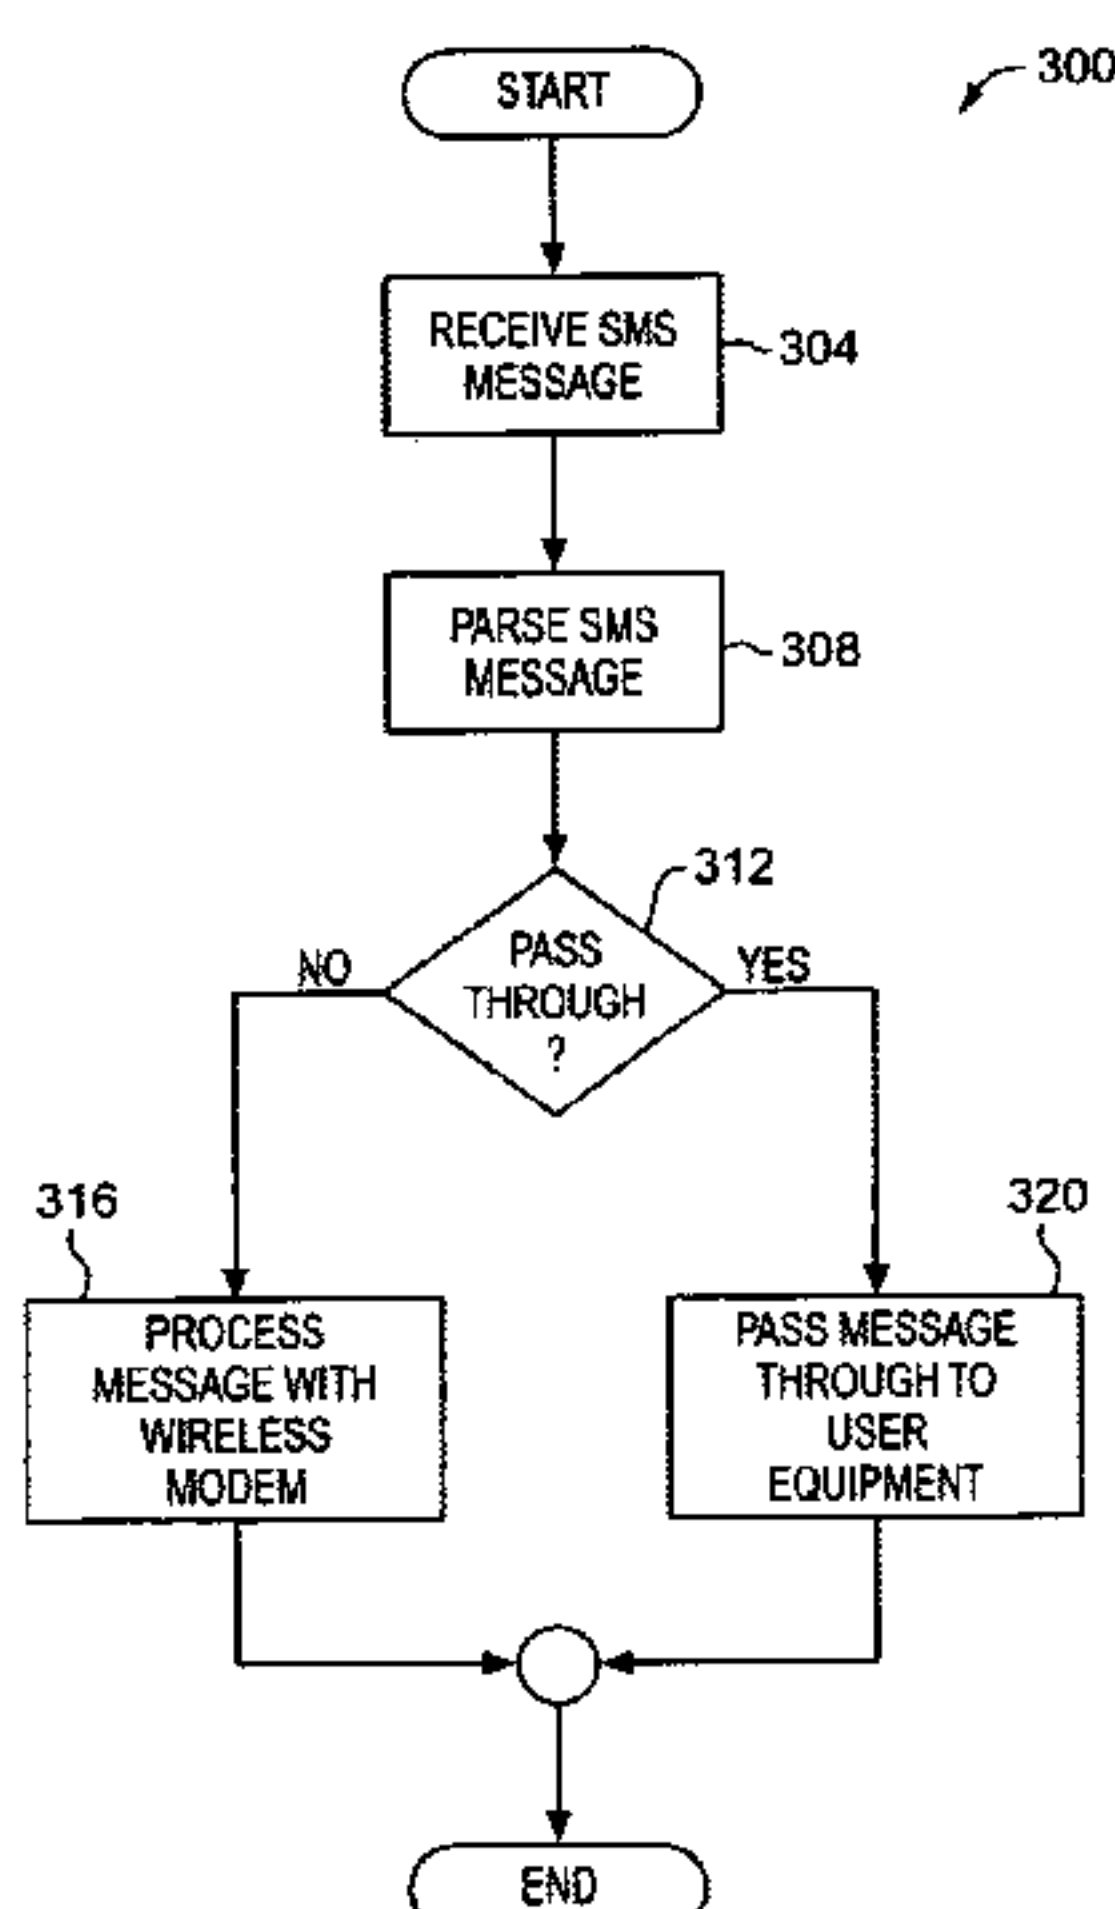 START
300
RECEIVE SMS
MESSAGE
304
PARSE SMS
MESSAGE
308
312
PASS
THROUGH
?
NO
YES
316
320
PROCESS
MESSAGE WITH
WIRELESS
MODEM
PASS MESSAGE
THROUGH TO
USER
EQUIPMENT
END